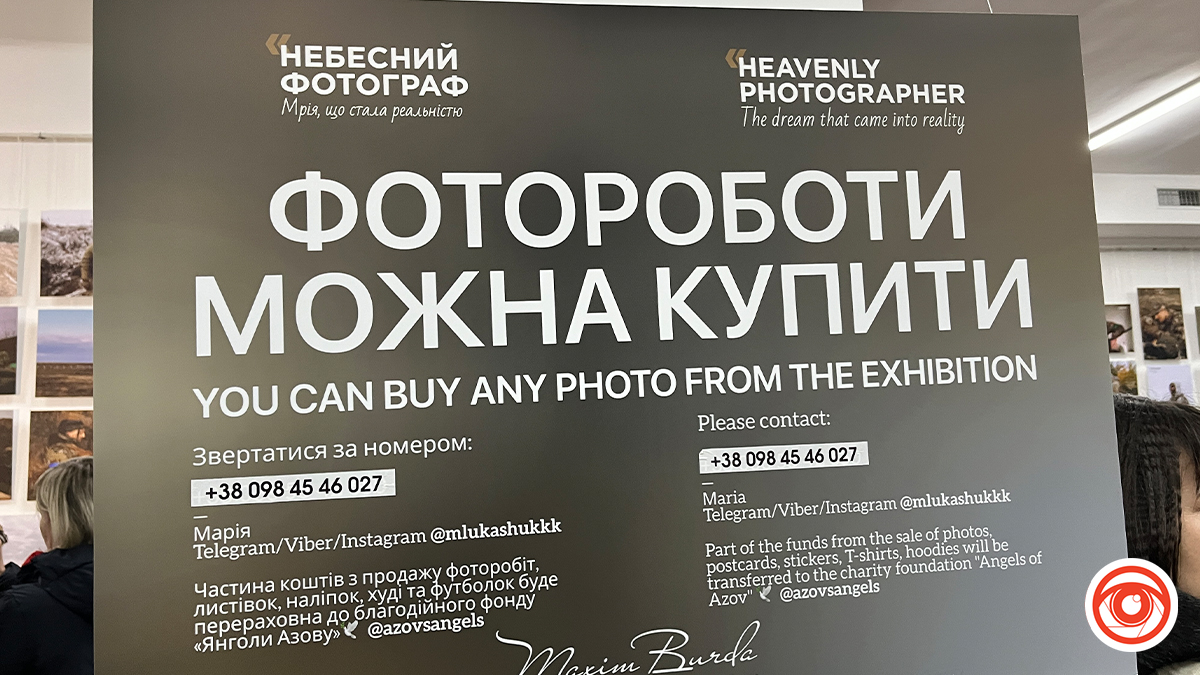 «НЕБЕСНИЙ
ФОТОГРАФ
Мрія, що стала реальністю
«HEAVENLY
PHOTOGRAPHER
The dream that came into reality
ФОТОРОБОТИ
МОЖНА КУПИТИ
YOU CAN BUY ANY PHOTO FROM THE EXHIBITION
Звертатися за номером:
+38 098 45 46 027
—
Марія
Telegram/Viber/Instagram @mlukashukkk
Частина коштів з продажу фоторобіт,
листівок, наліпок, худі та футболок буде
перерахована до благодійного фонду
«Янголи Азову» @azovsangels
Please contact:
+38 098 45 46 027
—
Maria
Telegram/Viber/Instagram @mlukashukkk
Part of the funds from the sale of photos,
postcards, stickers, T-shirts, hoodies will be
transferred to the charity foundation "Angels of
Azov" @azovsangels
Maxim Burda